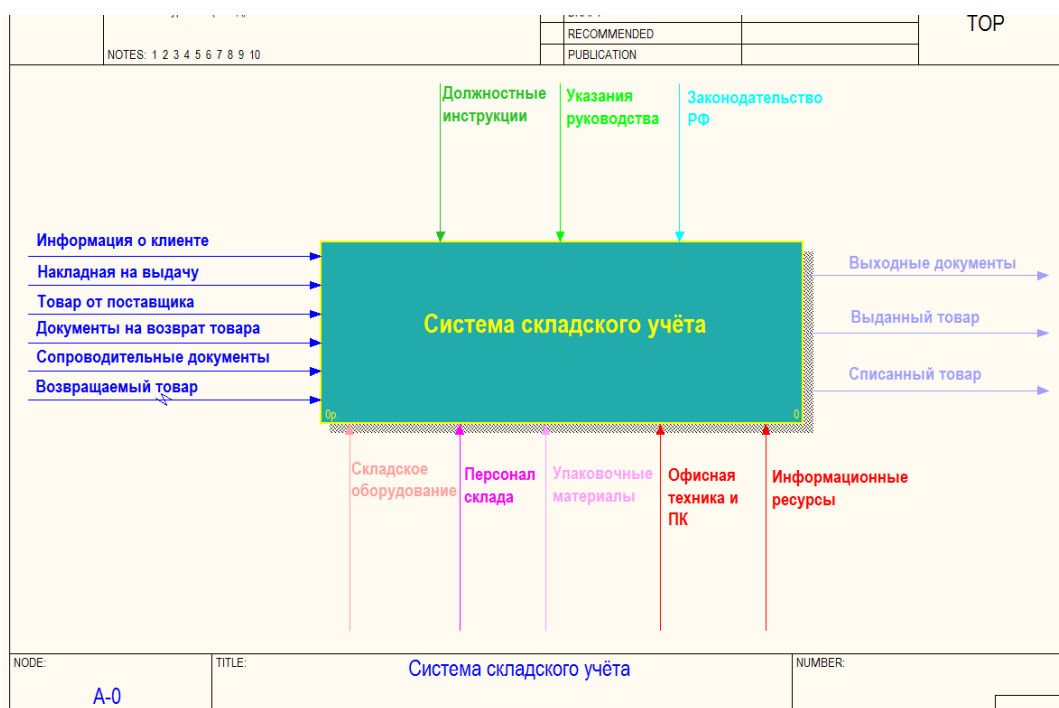 TOP
RECOMMENDED
NOTES: 1 2 3 4 5 6 7 8 9 10
PUBLICATION
Должностные
инструкции
Указания
руководства
Законодательство
РФ
Информация о клиенте
Накладная на выдачу
Товар от поставщика
Документы на возврат товара
Сопроводительные документы
Возвращаемый товар
Система складского учёта
0р.
0
Выходные документы
Выданный товар
Списанный товар
Складское
оборудование
Персонал
склада
Упаковочные
материалы
Офисная
техника и
ПК
Информационные
ресурсы
NODE:
A-0
TITLE:
Система складского учёта
NUMBER: